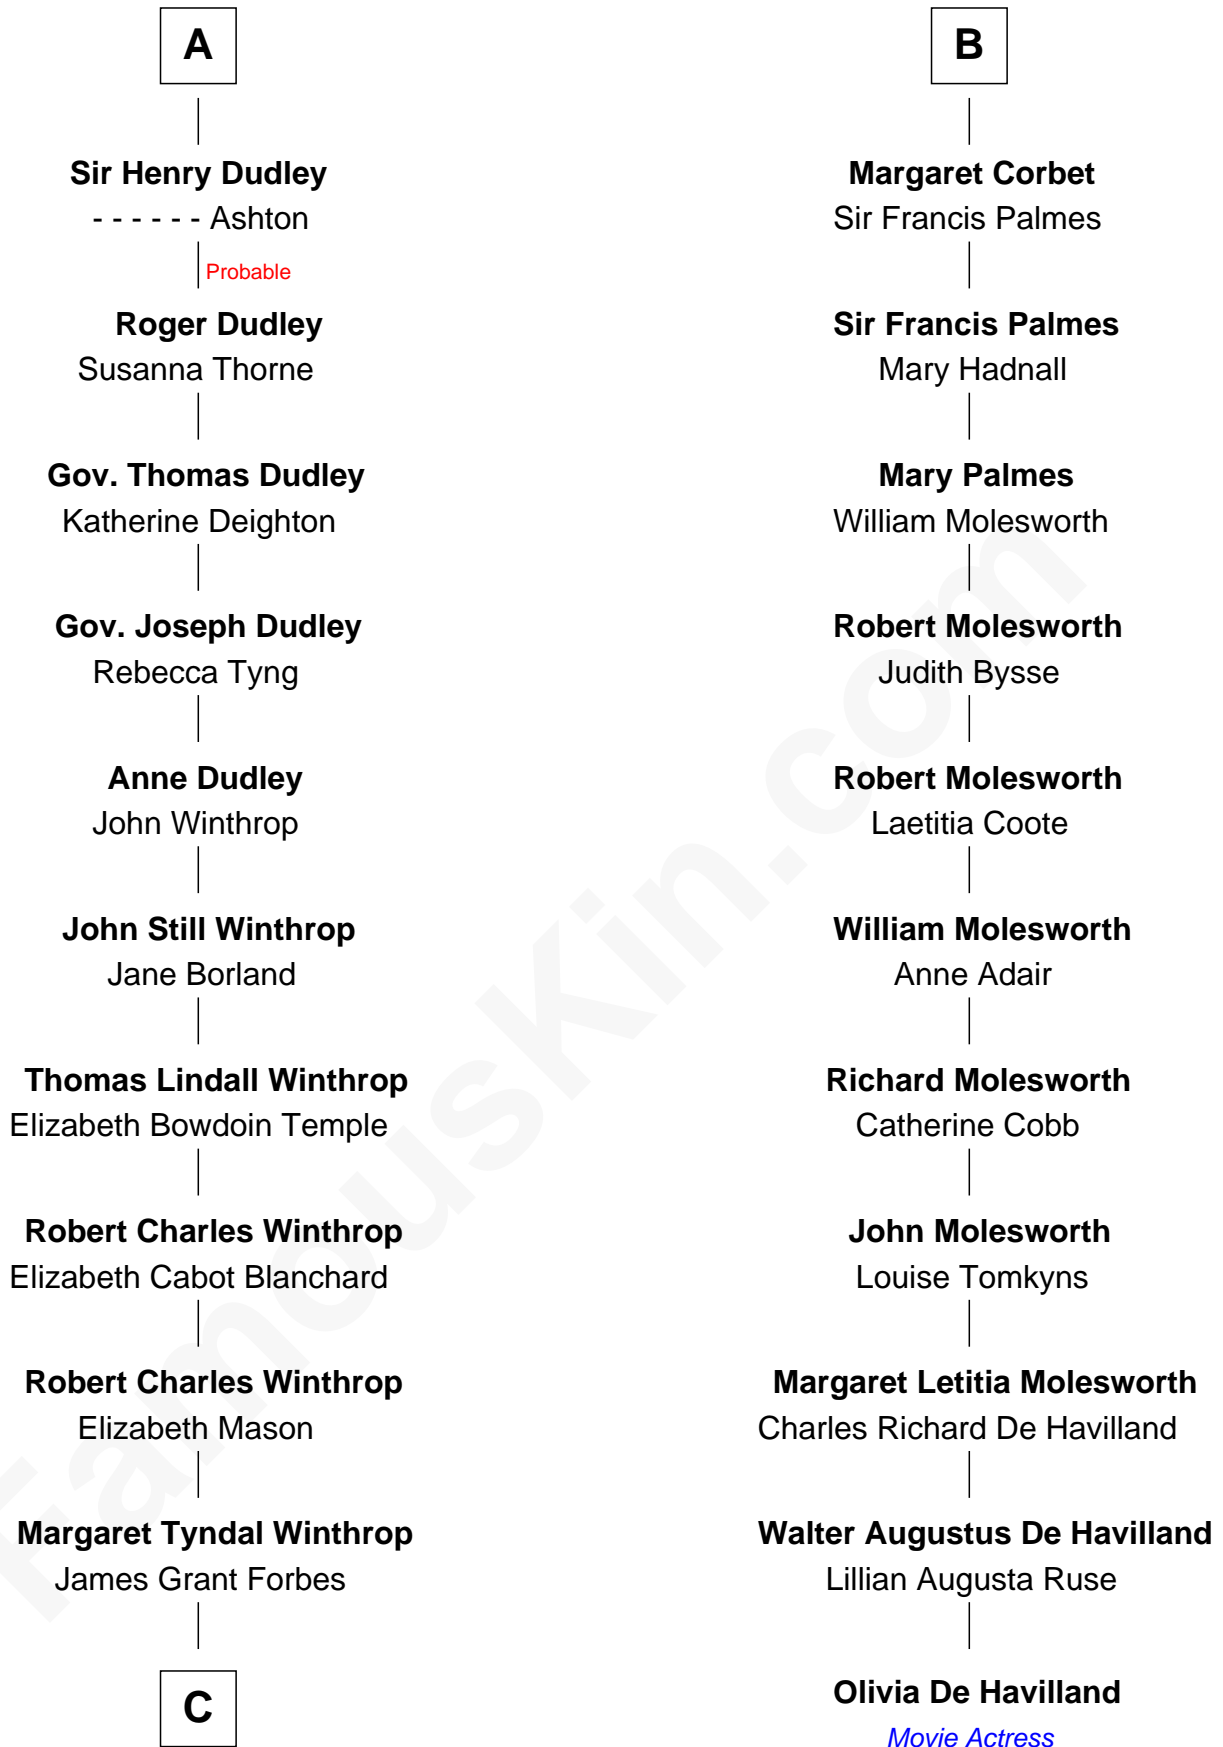 A
Sir Henry Dudley
- - - - - - Ashton
Probable
Roger Dudley
Susanna Thorne
Gov. Thomas Dudley
Katherine Deighton
Gov. Joseph Dudley
Rebecca Tyng
Anne Dudley
John Winthrop
John Still Winthrop
Jane Borland
Thomas Lindall Winthrop
Elizabeth Bowdoin Temple
Robert Charles Winthrop
Elizabeth Cabot Blanchard
Robert Charles Winthrop
Elizabeth Mason
Margaret Tyndal Winthrop
James Grant Forbes
C
B
Margaret Corbet
Sir Francis Palmes
Sir Francis Palmes
Mary Hadnall
Mary Palmes
William Molesworth
Robert Molesworth
Judith Bysse
Robert Molesworth
Laetitia Coote
William Molesworth
Anne Adair
Richard Molesworth
Catherine Cobb
John Molesworth
Louise Tomkyns
Margaret Letitia Molesworth
Charles Richard De Havilland
Walter Augustus De Havilland
Lillian Augusta Ruse
Olivia De Havilland
Movie Actress
FamousKin.com